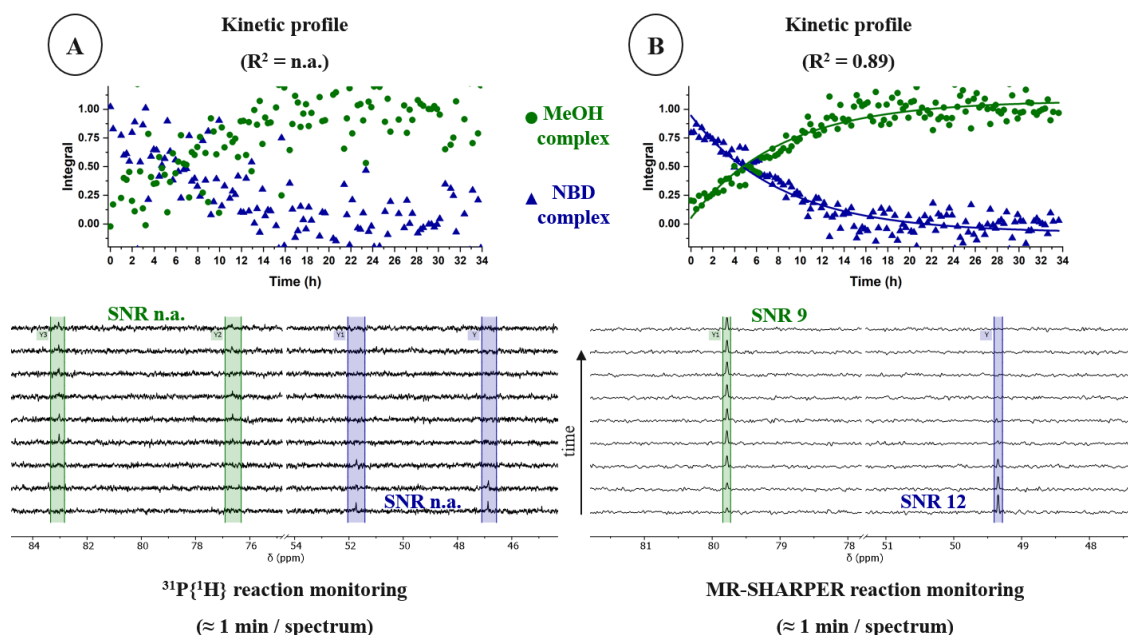 A
Kinetic profile
(R² = n.a.)
Integral
1.00
0.75
0.50
0.25
0.00
0 2 4 6 8 10 12 14 16 18 20 22 24 26 28 30 32 34
Time (h)
MeOH
complex
NBD
complex
B
Kinetic profile
(R² = 0.89)
Integral
1.00
0.75
0.50
0.25
0.00
0 2 4 6 8 10 12 14 16 18 20 22 24 26 28 30 32 34
Time (h)
SNR n.a.
Y3 Y2 Y1 Y
SNR n.a.
84 82 80 78 76 54 52 50 48 46
δ (ppm)
³¹P{¹H} reaction monitoring
(≈ 1 min / spectrum)
time
SNR 9
Y1 Y
SNR 12
81 80 79 78 51 50 49 48
δ (ppm)
MR-SHARPER reaction monitoring
(≈ 1 min / spectrum)